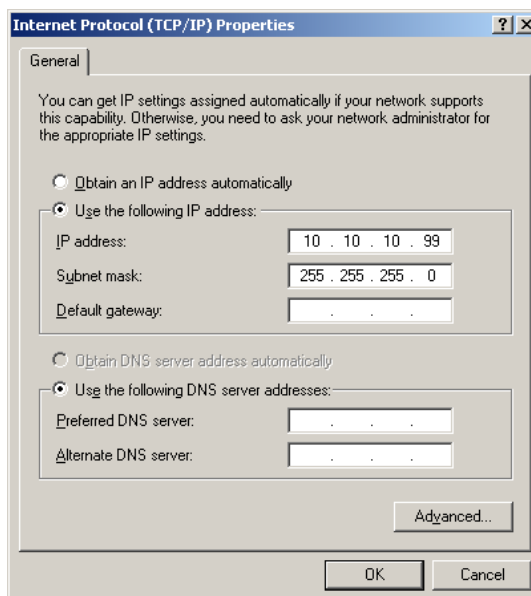 Internet Protocol (TCP/IP) Properties
General
You can get IP settings assigned automatically if your network supports
this capability. Otherwise, you need to ask your network administrator for
the appropriate IP settings.
Obtain an IP address automatically
Use the following IP address:
IP address: 10 . 10 . 10 . 99
Subnet mask: 255 . 255 . 255 . 0
Default gateway: . . .
Obtain DNS server address automatically
Use the following DNS server addresses:
Preferred DNS server: . . .
Alternate DNS server: . . .
Advanced...
OK Cancel